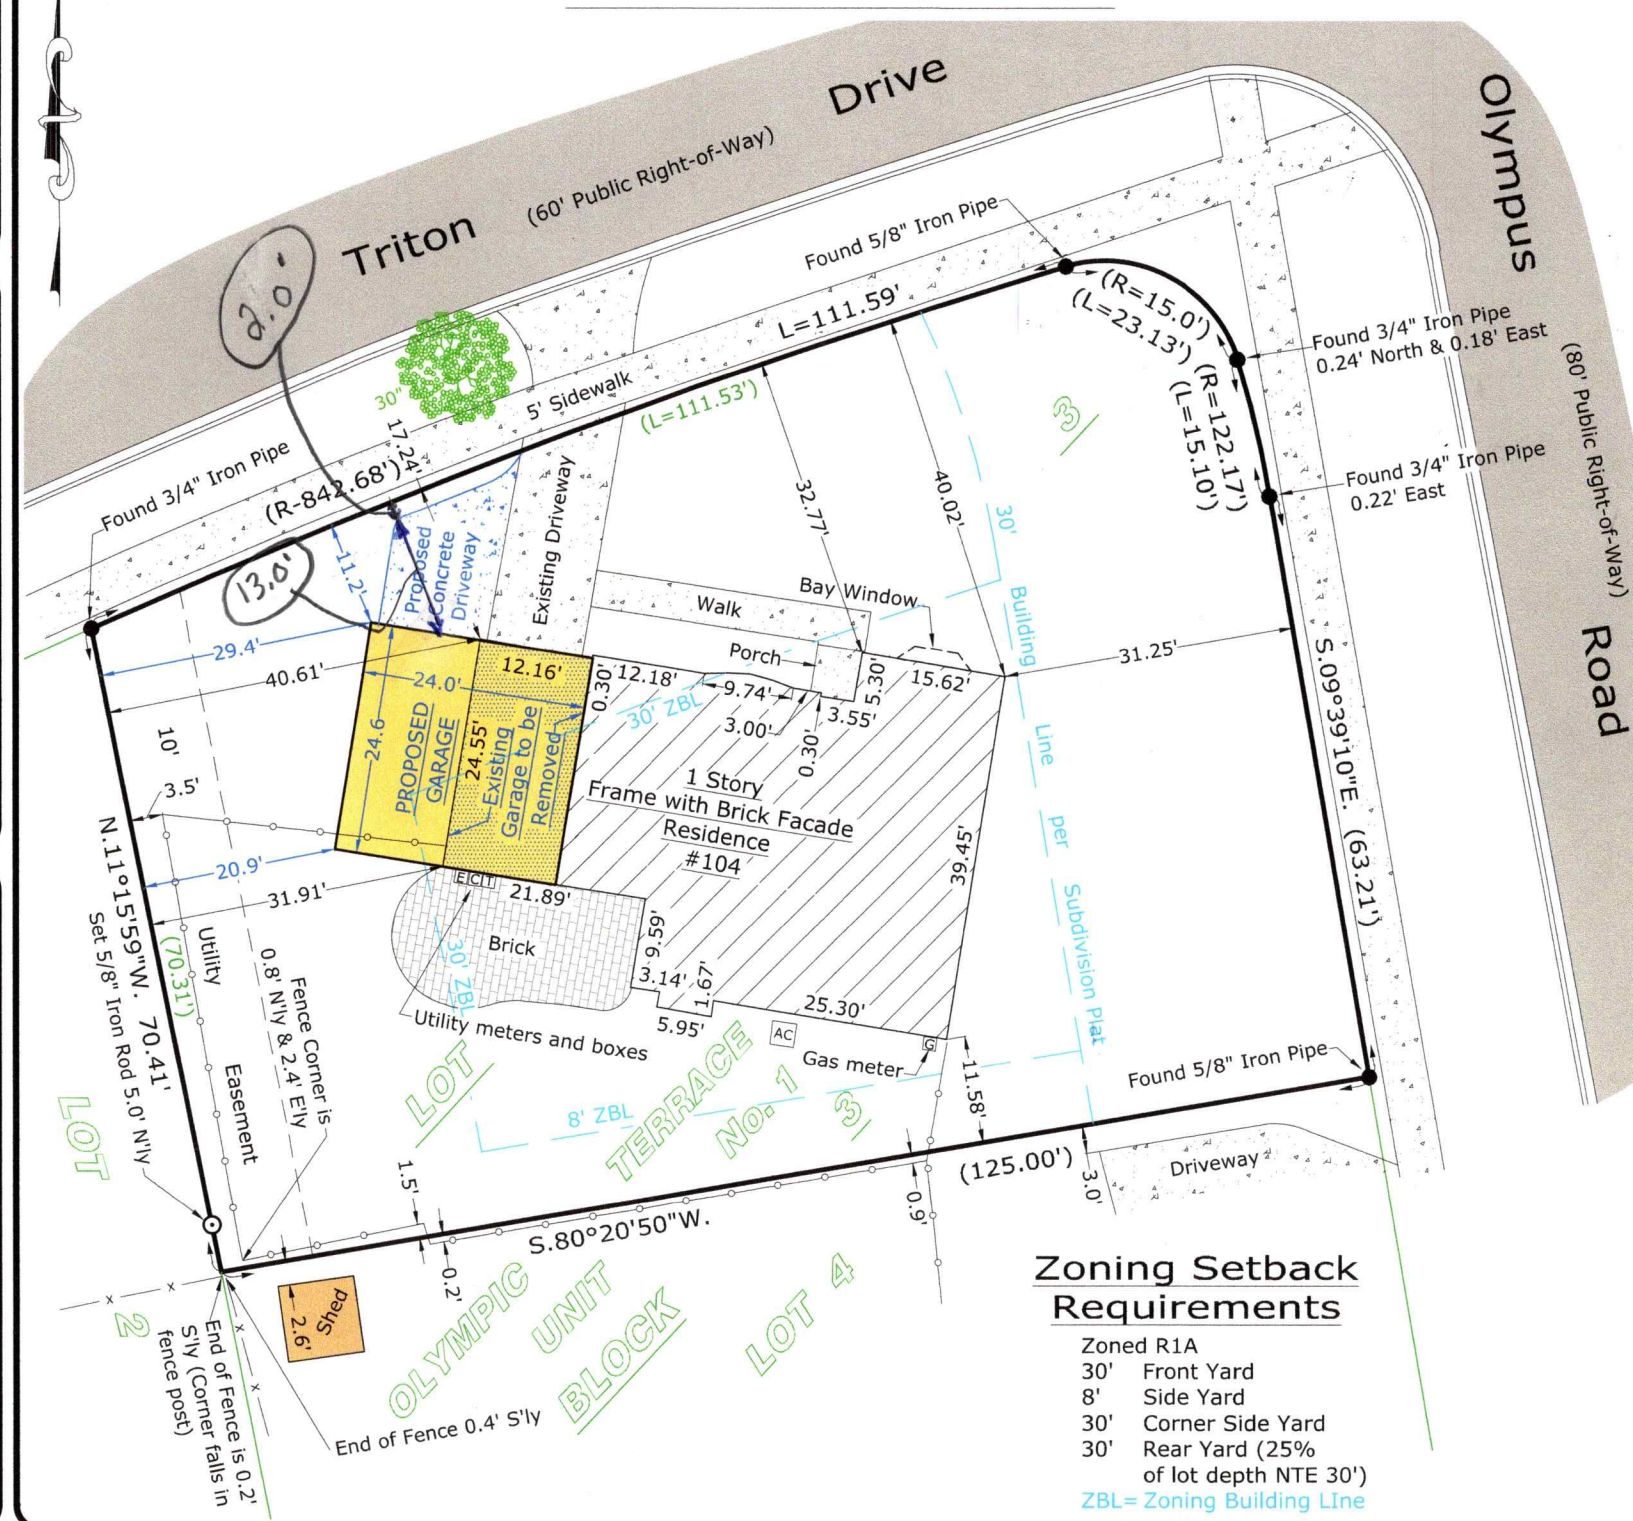 Triton
Drive
(60' Public Right-of-Way)
Olympus
Road
(80' Public Right-of-Way)
2.0'
13.0'
Found 5/8" Iron Pipe
L=111.59'
(L=111.53')
(R=15.0')
(L=23.13')
Found 3/4" Iron Pipe
0.24' North & 0.18' East
(R=122.17')
(L=15.10')
Found 3/4" Iron Pipe
0.22' East
30"
5' Sidewalk
17.24'
Found 3/4" Iron Pipe
(R-842.68')
3
11.2'
Proposed
Concrete
Driveway
Existing Driveway
32.77'
40.02'
30'
Building
Line
per
Subdivision Plat
Walk
Bay Window
Porch
29.4'
40.61'
24.0'
12.16'
0.30'
12.18'
9.74'
3.00'
0.30'
5.30'
3.55'
15.62'
31.25'
30' ZBL
24.6
PROPOSED
GARAGE
24.55'
Existing
Garage to be
Removed
1 Story
Frame with Brick Facade
Residence
#104
39.45'
S.09°39'10"E. (63.21')
10'
3.5'
20.9'
31.91'
N.11°15'59"W. 70.41'
(70.31')
Set 5/8" Iron Rod 5.0' N'ly
Utility
Easement
Fence Corner is
0.8' N'ly & 2.4' E'ly
ECT
21.89'
Brick
30' ZBL
9.59'
3.14'
1.67'
5.95'
25.30'
Utility meters and boxes
AC
Gas meter
G
11.58'
Found 5/8" Iron Pipe
8' ZBL
LOT
2
LOT
3
TERRACE
No. 1
OLYMPIC
UNIT
BLOCK
LOT 4
1.5'
0.2'
0.9'
3.0'
(125.00')
Driveway
S.80°20'50"W.
Shed
2.6'
End of Fence is 0.2'
S'ly (Corner falls in
fence post)
End of Fence 0.4' S'ly
Zoning Setback
Requirements
Zoned R1A
30' Front Yard
8' Side Yard
30' Corner Side Yard
30' Rear Yard (25%
of lot depth NTE 30')
ZBL= Zoning Building LIne